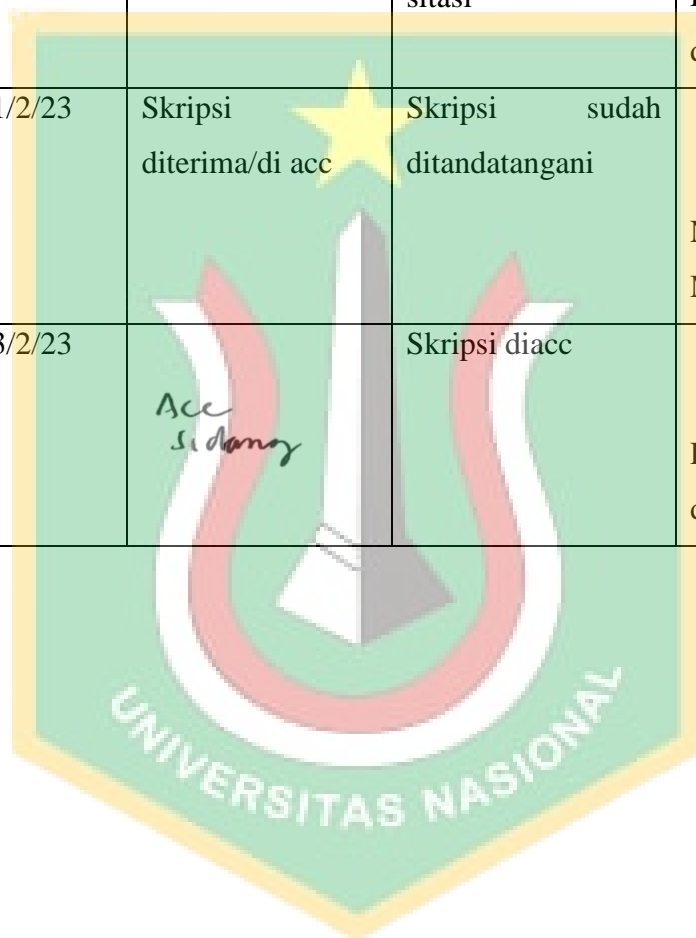 sitasi
/2/23 Skripsi Skripsi sudah
diterima/di acc ditandatangani
3/2/23 Skripsi diacc
Acc
Sidang
UNIVERSITAS NASIONAL